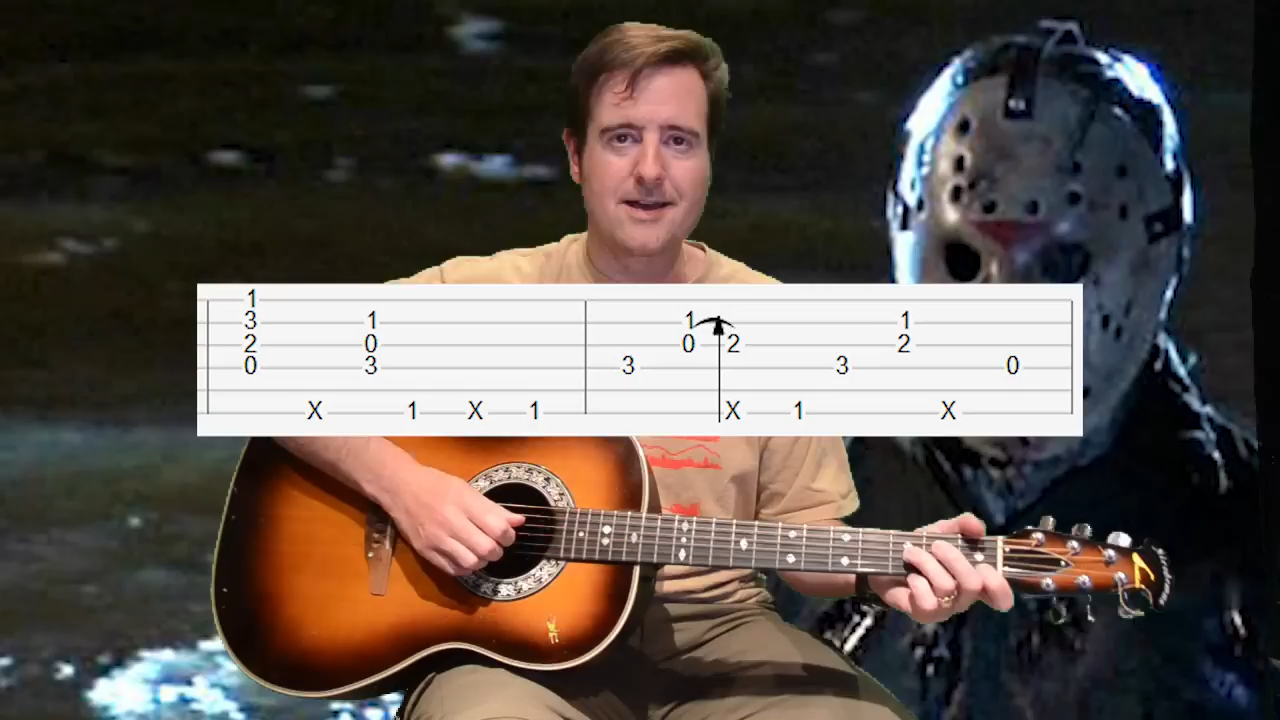 1
3 1 1 1
2 0 0 2 2
0 3 3 3 0
X 1 X 1 X 1 X